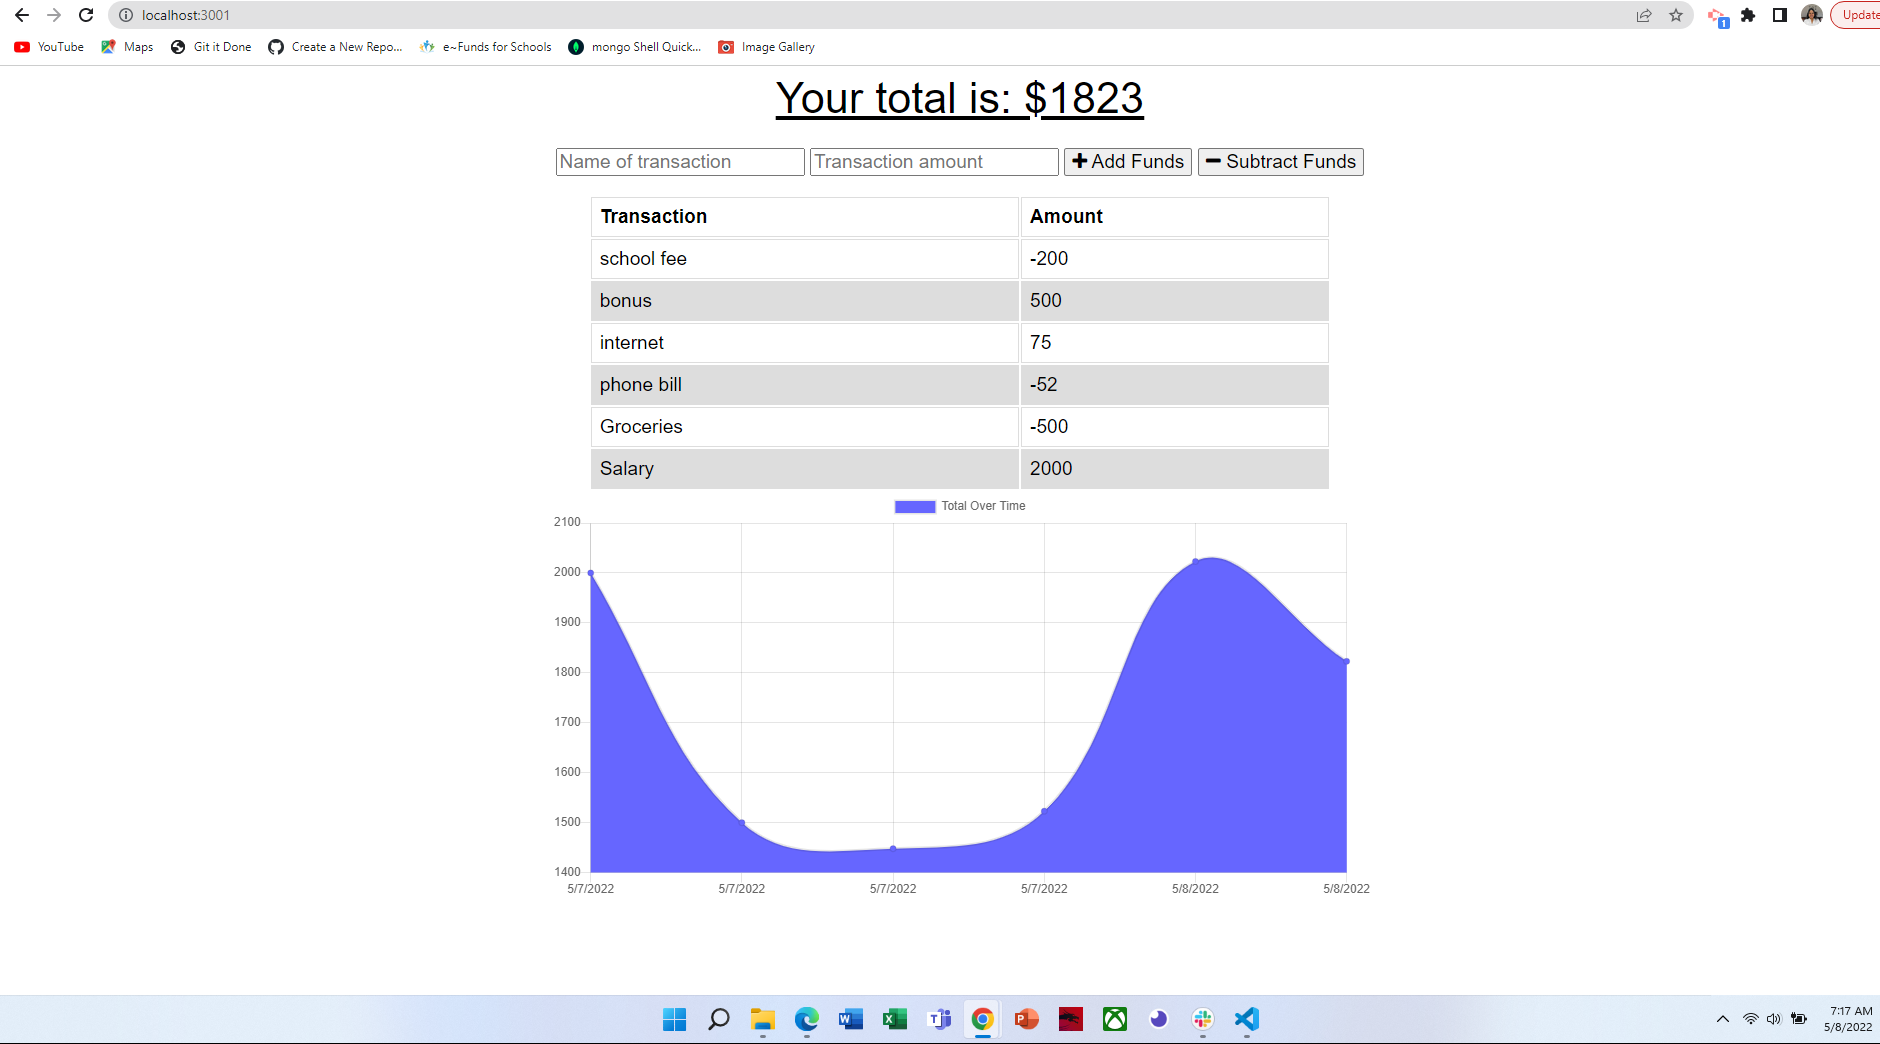 localhost:3001
1
Update
YouTube Maps Git it Done Create a New Repo... e~Funds for Schools mongo Shell Quick... Image Gallery
Your total is: $1823
Name of transaction Transaction amount Add Funds Subtract Funds
Transaction Amount
school fee -200
bonus 500
internet 75
phone bill -52
Groceries -500
Salary 2000
Total Over Time
2100
2000
1900
1800
1700
1600
1500
1400
5/7/2022 5/7/2022 5/7/2022 5/7/2022 5/8/2022 5/8/2022
7:17 AM
5/8/2022